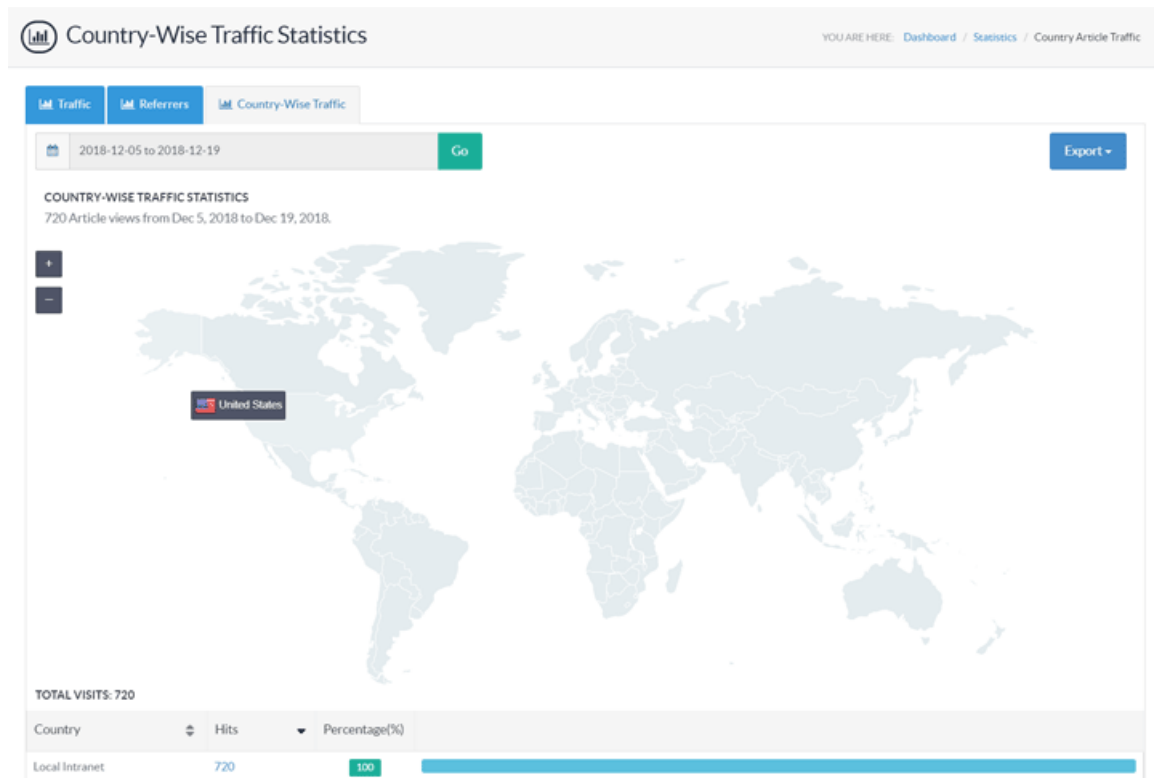 Country-Wise Traffic Statistics
YOU ARE HERE: Dashboard / Statistics / Country Article Traffic
Traffic Referrers Country-Wise Traffic
2018-12-05 to 2018-12-19 Go Export
COUNTRY-WISE TRAFFIC STATISTICS
720 Article views from Dec 5, 2018 to Dec 19, 2018.
+
−
United States
TOTAL VISITS: 720
Country Hits Percentage(%)
Local Intranet 720 100